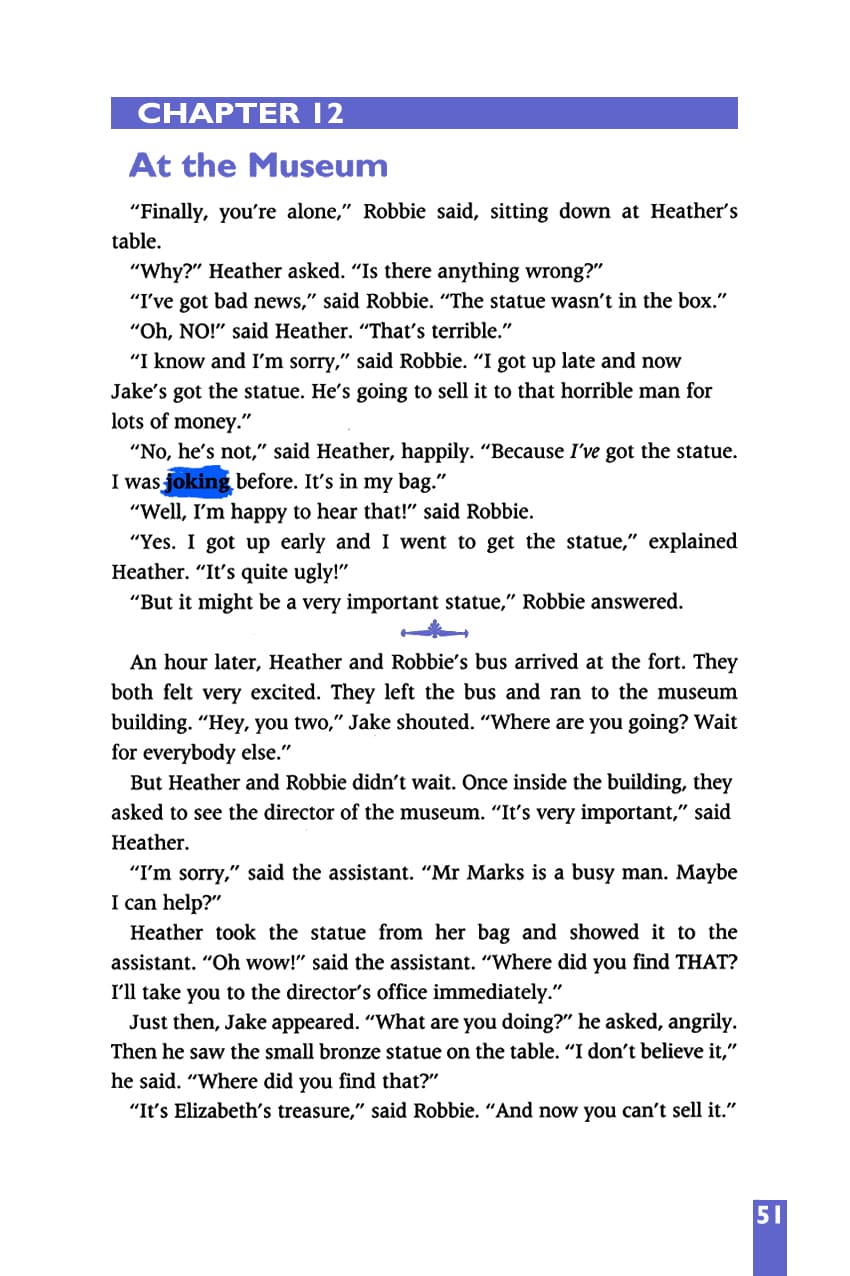 CHAPTER 12
At the Museum
“Finally, you’re alone,” Robbie said, sitting down at Heather’s
table.
“Why?” Heather asked. “Is there anything wrong?”
“I’ve got bad news,” said Robbie. “The statue wasn’t in the box.”
“Oh, NO!” said Heather. “That’s terrible.”
“I know and I’m sorry,” said Robbie. “I got up late and now
Jake’s got the statue. He’s going to sell it to that horrible man for
lots of money.”
“No, he’s not,” said Heather, happily. “Because I’ve got the statue.
I was joking before. It’s in my bag.”
“Well, I’m happy to hear that!” said Robbie.
“Yes. I got up early and I went to get the statue,” explained
Heather. “It’s quite ugly!”
“But it might be a very important statue,” Robbie answered.
An hour later, Heather and Robbie’s bus arrived at the fort. They
both felt very excited. They left the bus and ran to the museum
building. “Hey, you two,” Jake shouted. “Where are you going? Wait
for everybody else.”
But Heather and Robbie didn’t wait. Once inside the building, they
asked to see the director of the museum. “It’s very important,” said
Heather.
“I’m sorry,” said the assistant. “Mr Marks is a busy man. Maybe
I can help?”
Heather took the statue from her bag and showed it to the
assistant. “Oh wow!” said the assistant. “Where did you find THAT?
I’ll take you to the director’s office immediately.”
Just then, Jake appeared. “What are you doing?” he asked, angrily.
Then he saw the small bronze statue on the table. “I don’t believe it,”
he said. “Where did you find that?”
“It’s Elizabeth’s treasure,” said Robbie. “And now you can’t sell it.”
51